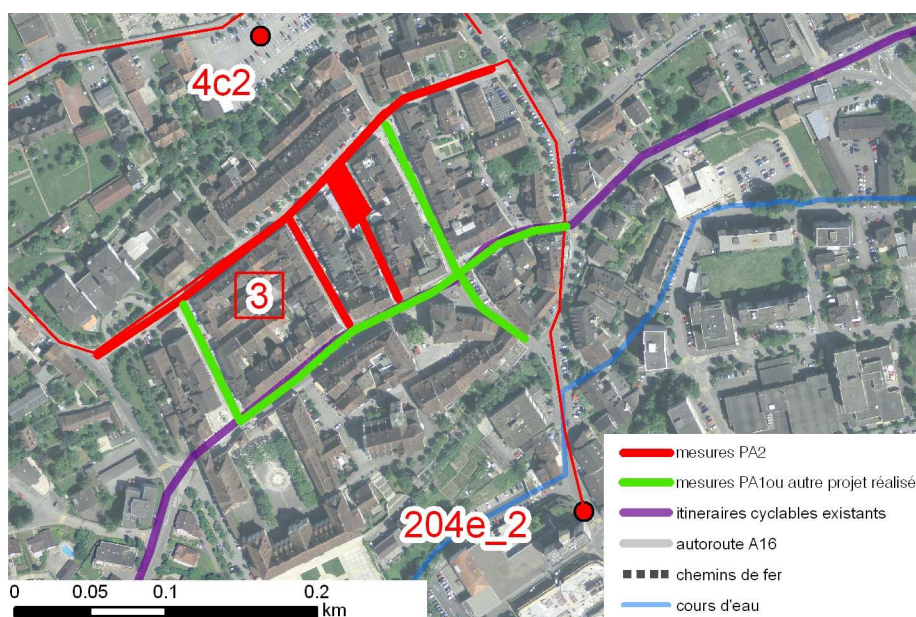 4c2
3
204e_2
mesures PA2
mesures PA1ou autre projet réalisé
itineraires cyclables existants
autoroute A16
chemins de fer
cours d'eau
0 0.05 0.1 0.2
km